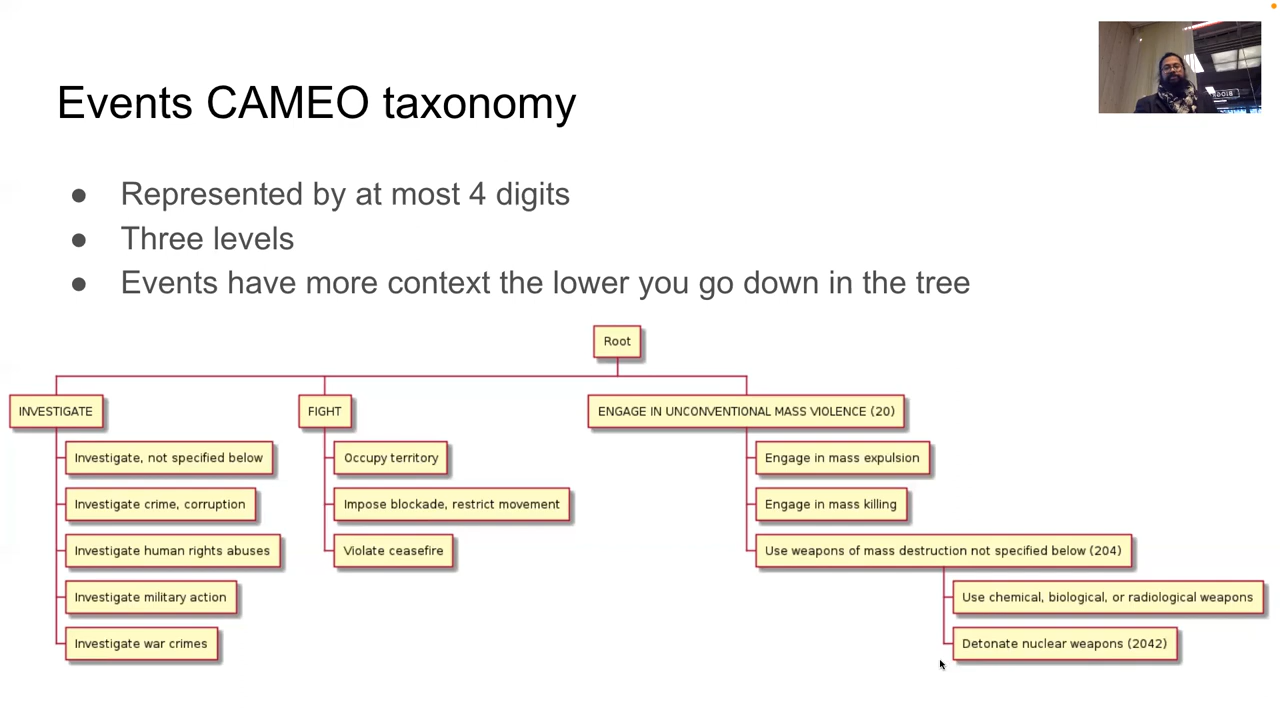 Events CAMEO taxonomy
● Represented by at most 4 digits
● Three levels
● Events have more context the lower you go down in the tree
Root
INVESTIGATE
FIGHT
ENGAGE IN UNCONVENTIONAL MASS VIOLENCE (20)
Investigate, not specified below
Occupy territory
Engage in mass expulsion
Investigate crime, corruption
Impose blockade, restrict movement
Engage in mass killing
Investigate human rights abuses
Violate ceasefire
Use weapons of mass destruction not specified below (204)
Investigate military action
Use chemical, biological, or radiological weapons
Investigate war crimes
Detonate nuclear weapons (2042)